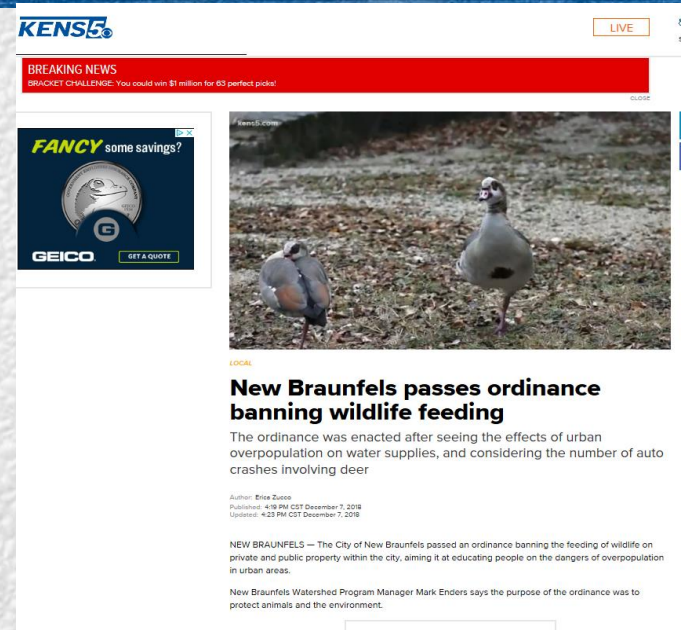 KENS5
LIVE
BREAKING NEWS
BRACKET CHALLENGE: You could win $1 million for 63 perfect picks!
CLOSE
FANCY some savings?
G
GEICO
GET A QUOTE
kens5.com
LOCAL
New Braunfels passes ordinance
banning wildlife feeding
The ordinance was enacted after seeing the effects of urban
overpopulation on water supplies, and considering the number of auto
crashes involving deer
Author: Erica Zucco
Published: 4:19 PM CST December 7, 2018
Updated: 4:23 PM CST December 7, 2018
NEW BRAUNFELS — The City of New Braunfels passed an ordinance banning the feeding of wildlife on
private and public property within the city, aiming it at educating people on the dangers of overpopulation
in urban areas.
New Braunfels Watershed Program Manager Mark Enders says the purpose of the ordinance was to
protect animals and the environment.